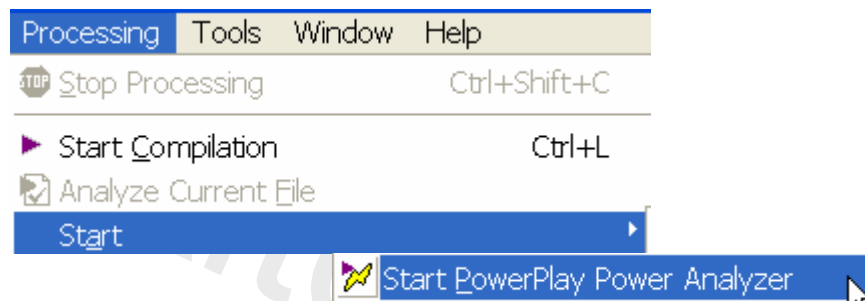 Processing Tools Window Help
STOP Stop Processing Ctrl+Shift+C
Start Compilation Ctrl+L
Analyze Current File
Start
Start PowerPlay Power Analyzer